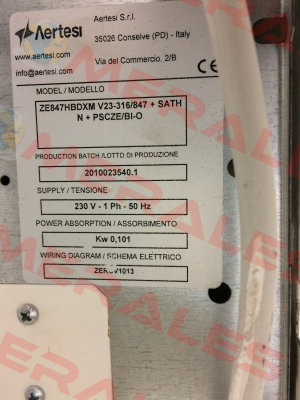 Aertesi
Aertesi S.r.l.
35026 Conselve (PD) - Italy
www.aertesi.com
info@aertesi.com
Via del Commercio, 2/B
CE
MODEL / MODELLO
ZE847HBDXM V23-316/847 + SATH
N + PSCZE/BI-O
PRODUCTION BATCH /LOTTO DI PRODUZIONE
2010023540.1
SUPPLY / TENSIONE
230 V - 1 Ph - 50 Hz
POWER ABSORPTION / ASSORBIMENTO
Kw 0,101
WIRING DIAGRAM / SCHEMA ELETTRICO
MERALES